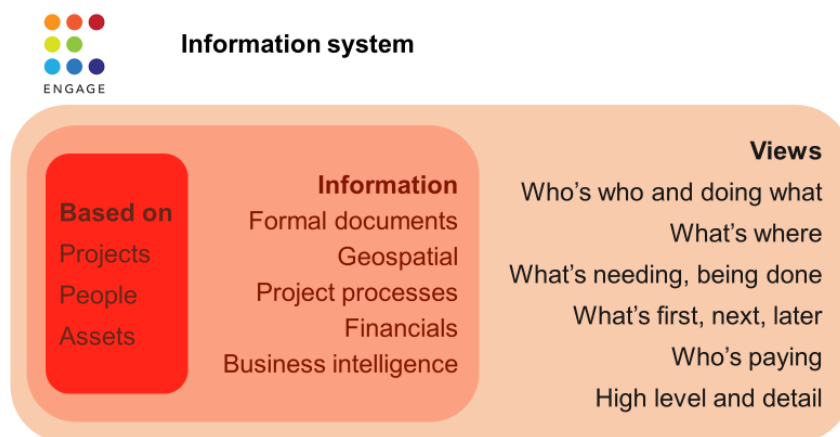 Information system
ENGAGE
Based on
Projects
People
Assets
Information
Formal documents
Geospatial
Project processes
Financials
Business intelligence
Views
Who's who and doing what
What's where
What's needing, being done
What's first, next, later
Who's paying
High level and detail